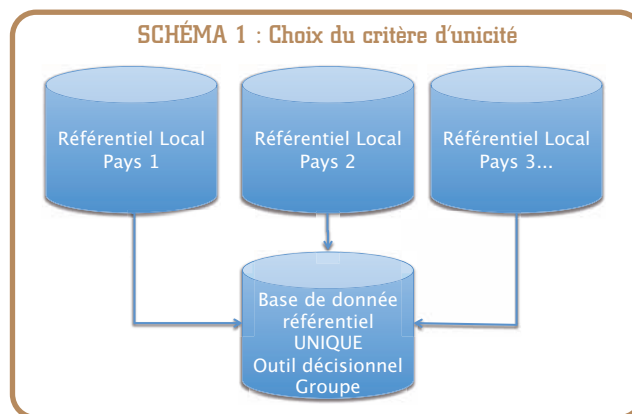 SCHÉMA 1 : Choix du critère d'unicité
Référentiel Local
Pays 1
Référentiel Local
Pays 2
Référentiel Local
Pays 3...
Base de donnée
référentiel
UNIQUE
Outil décisionnel
Groupe